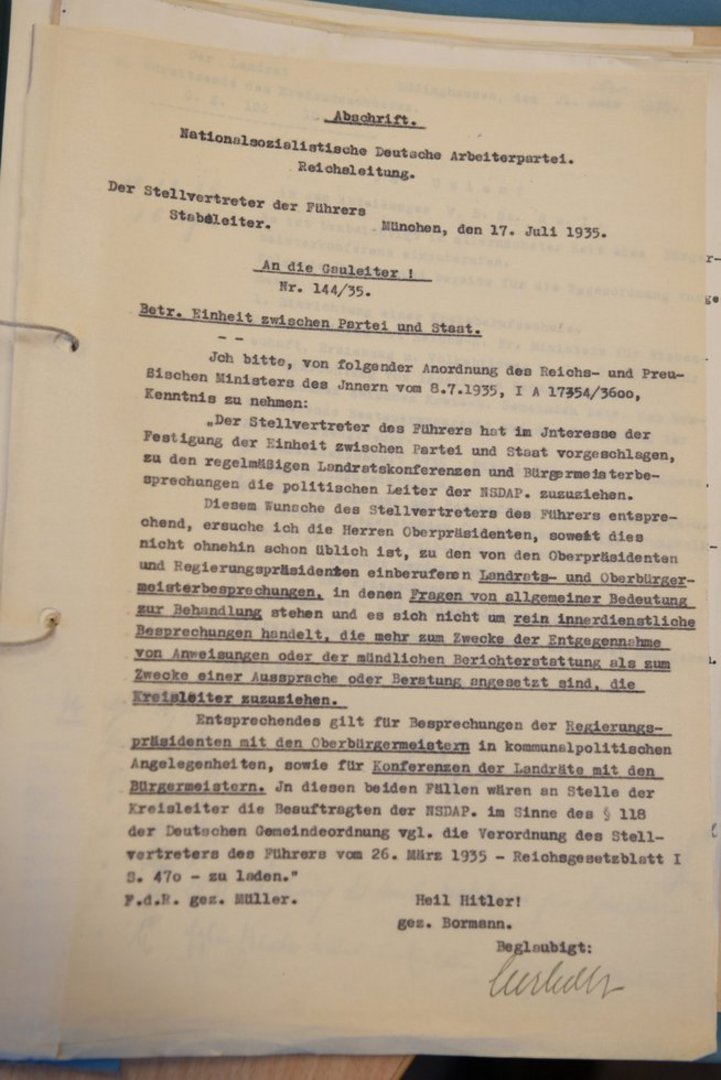 Abschrift.
Nationalsozialistische Deutsche Arbeiterpartei.
Reichsleitung.
Der Stellvertreter der Führers
Stabsleiter.
München, den 17. Juli 1935.
An die Gauleiter !
Nr. 144/35.
Betr. Einheit zwischen Partei und Staat.
Jch bitte, von folgender Anordnung des Reichs- und Preu-
ßischen Ministers des Jnnern vom 8.7.1935, I A 17354/3600,
Kenntnis zu nehmen:
„Der Stellvertreter des Führers hat im Jnteresse der
Festigung der Einheit zwischen Partei und Staat vorgeschlagen,
zu den regelmäßigen Landratskonferenzen und Bürgermeisterbe-
sprechungen die politischen Leiter der NSDAP. zuzuziehen.
Diesem Wunsche des Stellvertreters des Führers entspre-
chend, ersuche ich die Herren Oberpräsidenten, soweit dies
nicht ohnehin schon üblich ist, zu den von den Oberpräsidenten
und Regierungspräsidenten einberufenen Landrats- und Oberbürger-
meisterbesprechungen, in denen Fragen von allgemeiner Bedeutung
zur Behandlung stehen und es sich nicht um rein innerdienstliche
Besprechungen handelt, die mehr zum Zwecke der Entgegennahme
von Anweisungen oder der mündlichen Berichterstattung als zum
Zwecke einer Aussprache oder Beratung angesetzt sind, die
Kreisleiter zuzuziehen.
Entsprechendes gilt für Besprechungen der Regierungs-
präsidenten mit den Oberbürgermeistern in kommunalpolitischen
Angelegenheiten, sowie für Konferenzen der Landräte mit den
Bürgermeistern. Jn diesen beiden Fällen wären an Stelle der
Kreisleiter die Beauftragten der NSDAP. im Sinne des § 118
der Deutschen Gemeindeordnung vgl. die Verordnung des Stell-
vertreters des Führers vom 26. März 1935 - Reichsgesetzblatt I
S. 470 - zu laden."
F.d.R. gez. Müller.
Heil Hitler!
gez. Bormann.
Beglaubigt: